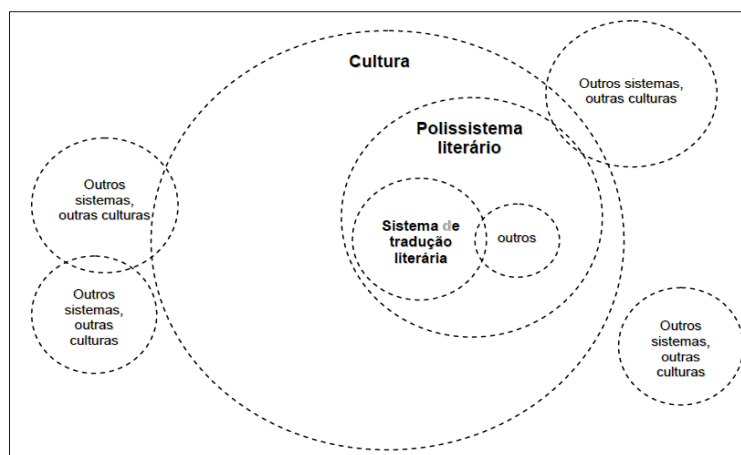 Cultura
Outros sistemas,
outras culturas
Polissistema
literário
Outros
sistemas,
outras culturas
Sistema de
tradução
literária
outros
Outros
sistemas,
outras
culturas
Outros
sistemas,
outras
culturas